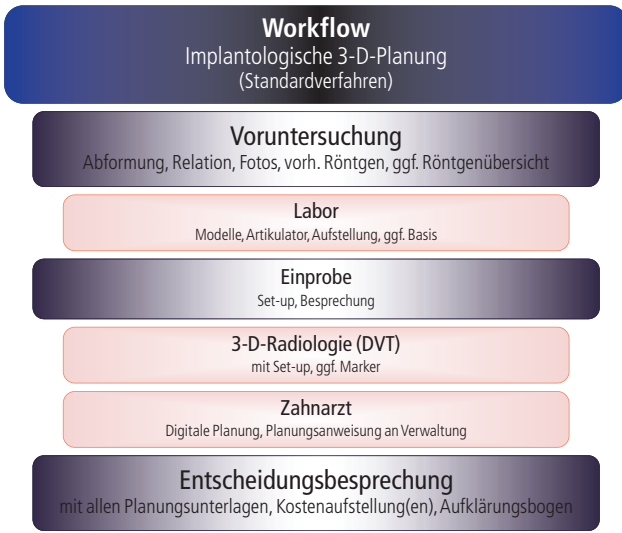 Workflow
Implantologische 3-D-Planung
(Standardverfahren)
Voruntersuchung
Abformung, Relation, Fotos, vorh. Röntgen, ggf. Röntgenübersicht
Labor
Modelle, Artikulator, Aufstellung, ggf. Basis
Einprobe
Set-up, Besprechung
3-D-Radiologie (DVT)
mit Set-up, ggf. Marker
Zahnarzt
Digitale Planung, Planungsanweisung an Verwaltung
Entscheidungsbesprechung
mit allen Planungsunterlagen, Kostenaufstellung(en), Aufklärungsbogen